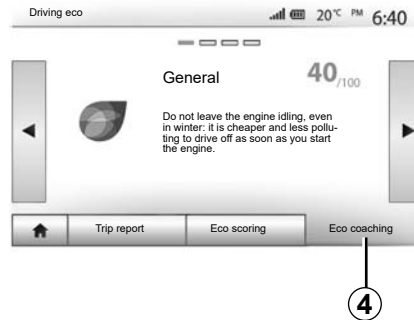 Driving eco
20°C PM 6:40
General
40/100
Do not leave the engine idling, even
in winter: it is cheaper and less pollu-
ting to drive off as soon as you start
the engine.
Trip report
Eco scoring
Eco coaching
4